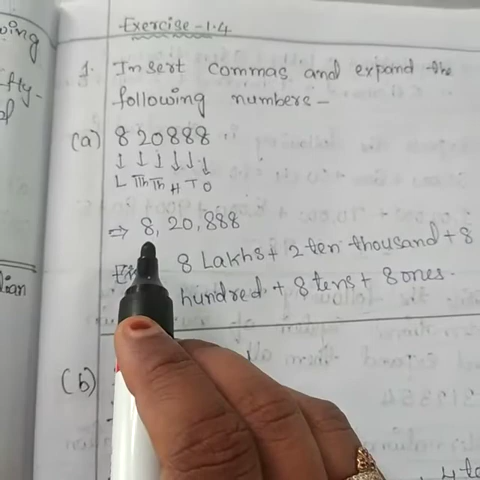 Exercise-1.4
1. Insert commas and expand the
following numbers-
(a) 820888
↓ ↓ ↓ ↓ ↓ ↓
L TTh Th H T O
⇒ 8, 20, 888
8 Lakhs + 2 ten thousand + 8
hundred + 8 tens + 8 ones.
(b)